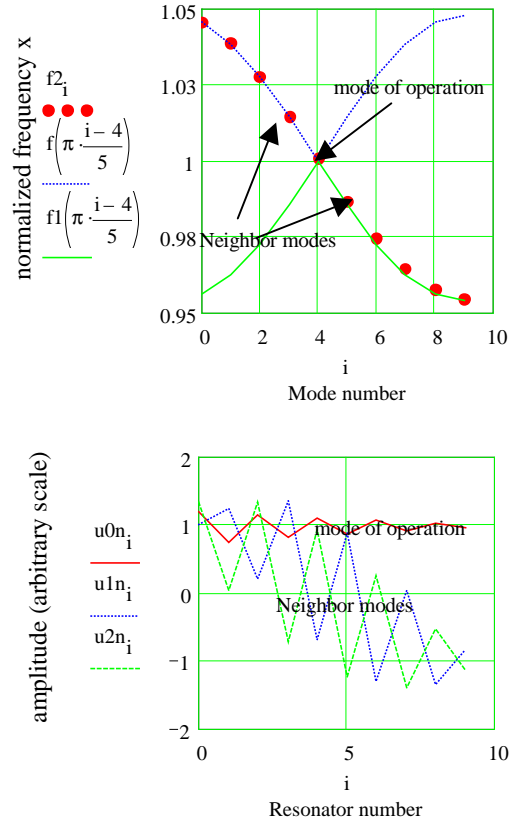 normalized frequency x
f2 i
f(π · i − 4 / 5)
f1(π · i − 4 / 5)
1.05
1.03
1
0.98
0.95
mode of operation
Neighbor modes
0 2 4 6 8 10
i
Mode number
amplitude (arbitrary scale)
u0n i
u1n i
u2n i
2
1
0
−1
−2
mode of operation
Neighbor modes
0 5 10
i
Resonator number